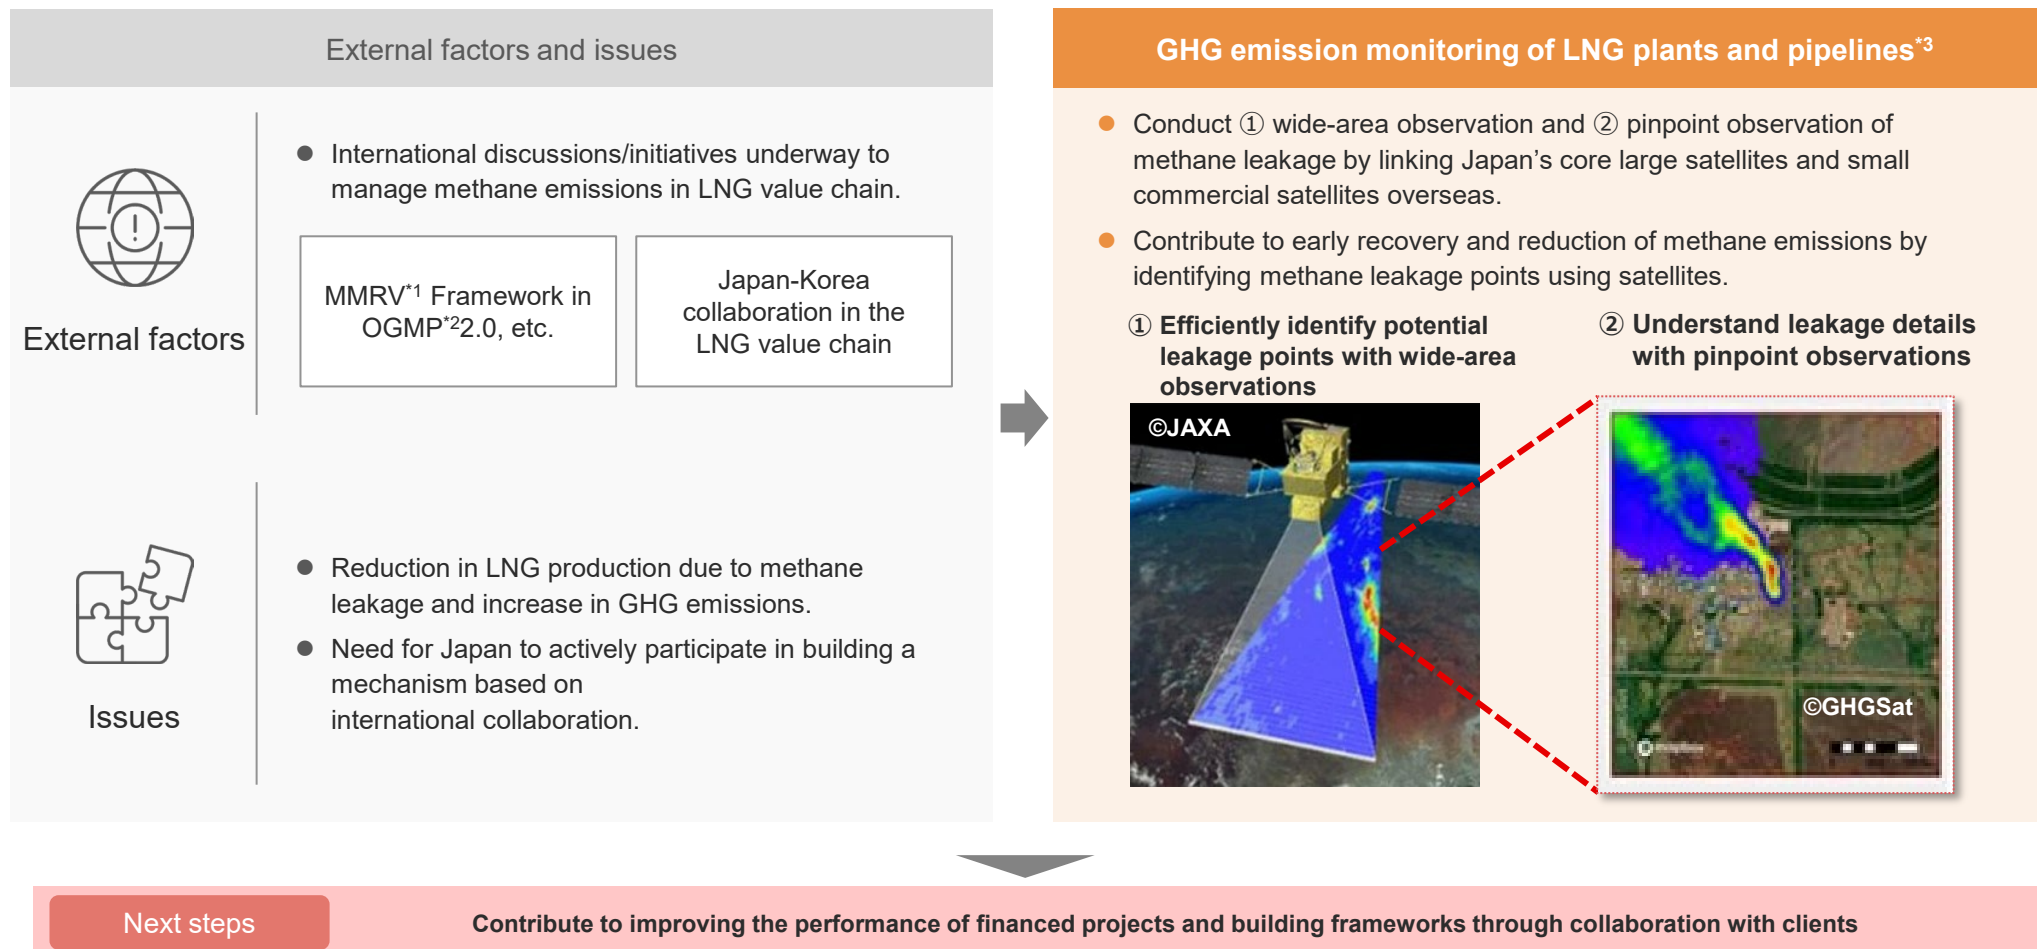 External factors and issues
External factors
● International discussions/initiatives underway to
manage methane emissions in LNG value chain.
MMRV*1 Framework in
OGMP*22.0, etc.
Japan-Korea
collaboration in the
LNG value chain
Issues
● Reduction in LNG production due to methane
leakage and increase in GHG emissions.
● Need for Japan to actively participate in building a
mechanism based on
international collaboration.
GHG emission monitoring of LNG plants and pipelines*3
● Conduct ① wide-area observation and ② pinpoint observation of
methane leakage by linking Japan’s core large satellites and small
commercial satellites overseas.
● Contribute to early recovery and reduction of methane emissions by
identifying methane leakage points using satellites.
① Efficiently identify potential
leakage points with wide-area
observations
©JAXA
② Understand leakage details
with pinpoint observations
©GHGSat
Next steps
Contribute to improving the performance of financed projects and building frameworks through collaboration with clients